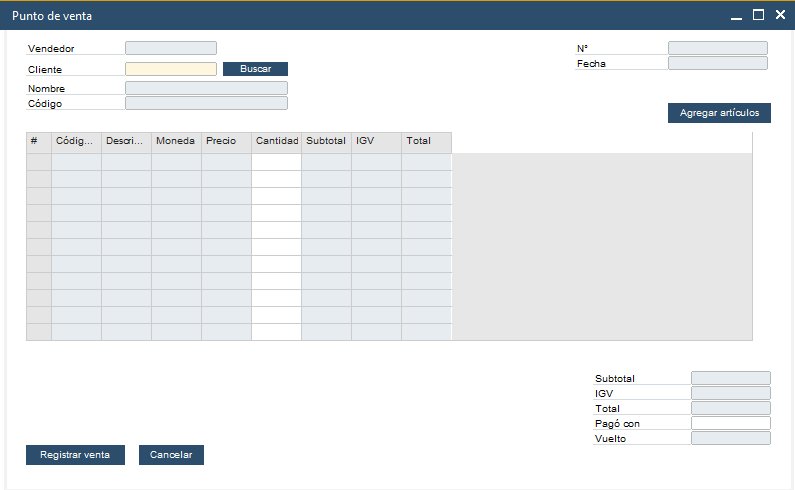 Punto de venta
Vendedor
N°
Cliente
Buscar
Fecha
Nombre
Código
Agregar artículos
# Códig... Descri... Moneda Precio Cantidad Subtotal IGV Total
Subtotal
IGV
Total
Pagó con
Vuelto
Registrar venta Cancelar